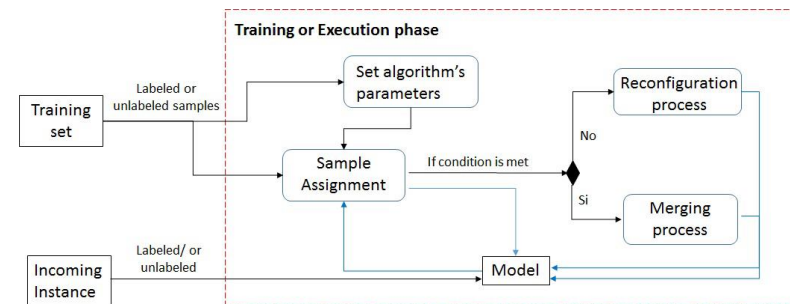 Training or Execution phase
Set algorithm's
parameters
Reconfiguration
process
Labeled or
unlabeled samples
Training
set
No
Sample
Assignment
If condition is met
Si
Merging
process
Labeled/ or
unlabeled
Model
Incoming
Instance